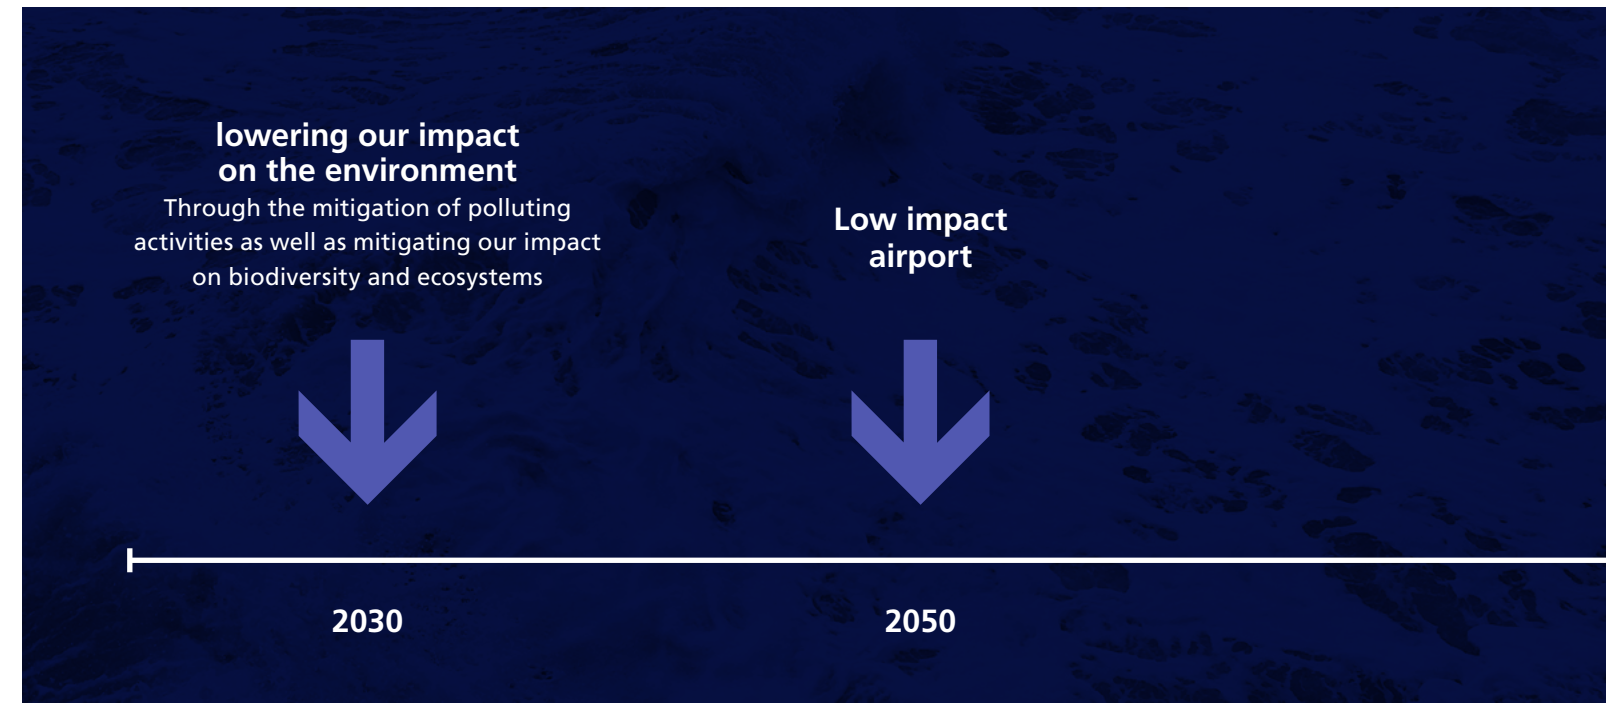 lowering our impact
on the environment
Through the mitigation of polluting
activities as well as mitigating our impact
on biodiversity and ecosystems
Low impact
airport
2030
2050